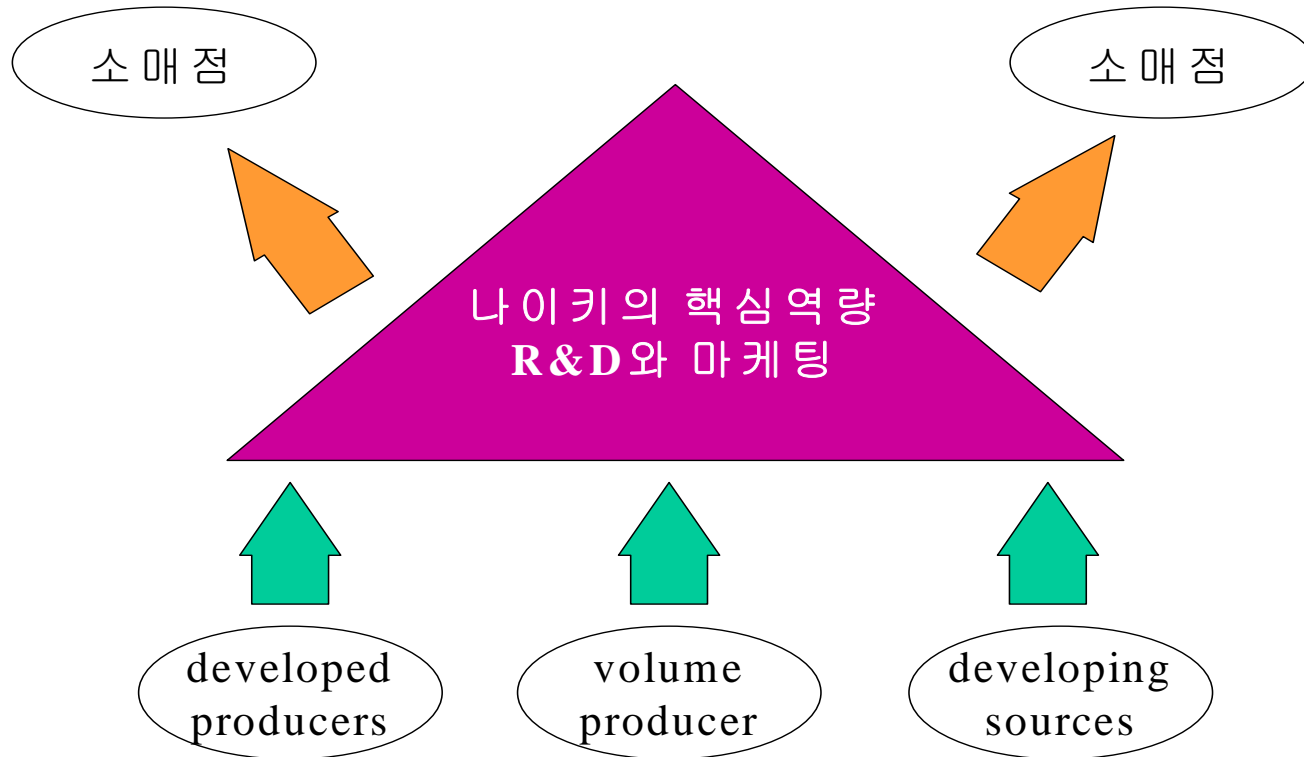 소매점
소매점
나이키의 핵심역량
R&D와 마케팅
developed
producers
volume
producer
developing
sources